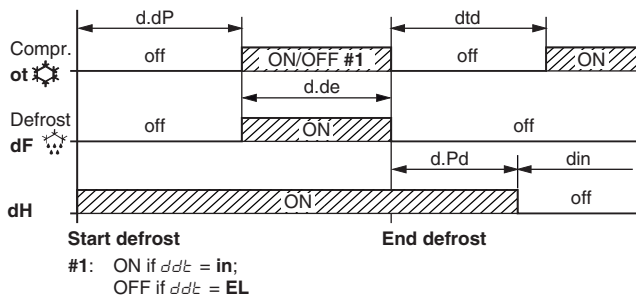 d.dP dtd
Compr. off ON/OFF #1 off ON
ot
d.de
Defrost
dF off ON off
d.Pd din
dH ON off
Start defrost End defrost
#1: ON if ddt = in;
OFF if ddt = EL